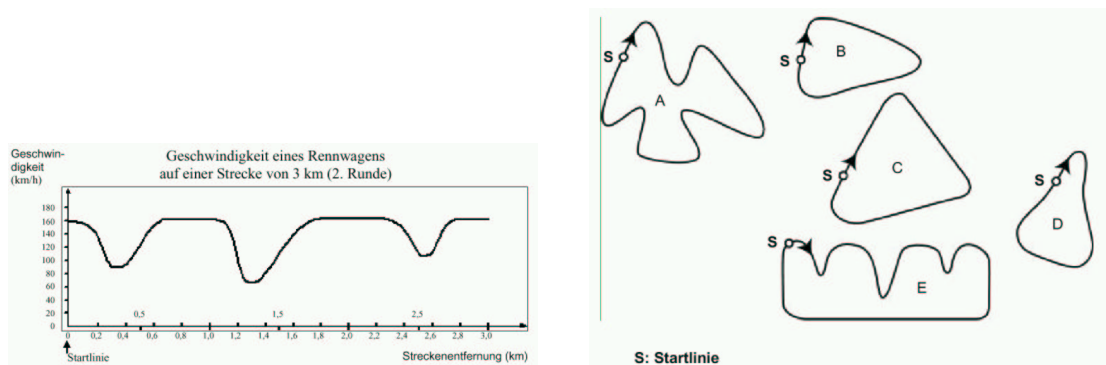 Geschwin-
digkeit
(km/h)
Geschwindigkeit eines Rennwagens
auf einer Strecke von 3 km (2. Runde)
180
160
140
120
100
80
60
40
20
0
0,5
1,5
2,5
0 0,2 0,4 0,6 0,8 1,0 1,2 1,4 1,6 1,8 2,0 2,2 2,4 2,6 2,8 3,0
Startlinie
Streckenentfernung (km)
S
A
S
B
S
C
S
D
S
E
S: Startlinie